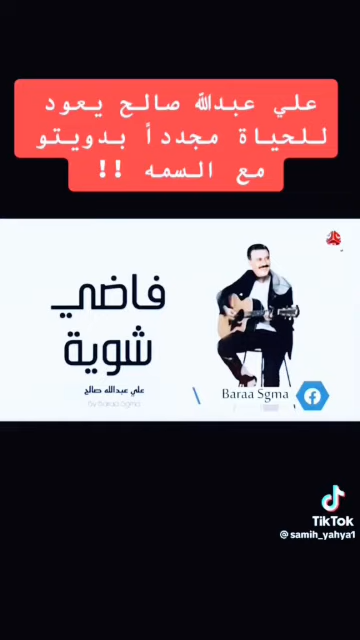 علي عبدالله صالح يعود
للحياة مجدداً بدويتو
مع السمه !!
فاضي
شوية
علي عبدالله صالح
By Baraa Sgma
Baraa Sgma
TikTok
@samih_yahya1